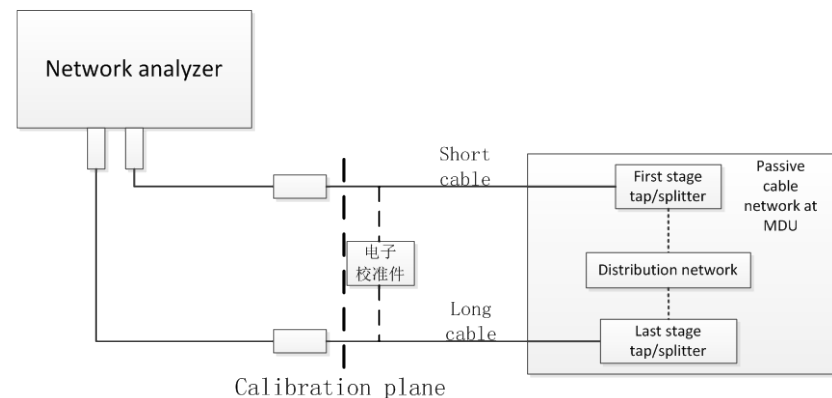 Network analyzer
Short
cable
First stage
tap/splitter
Passive
cable
network at
MDU
电子
校准件
Distribution network
Long
cable
Last stage
tap/splitter
Calibration plane